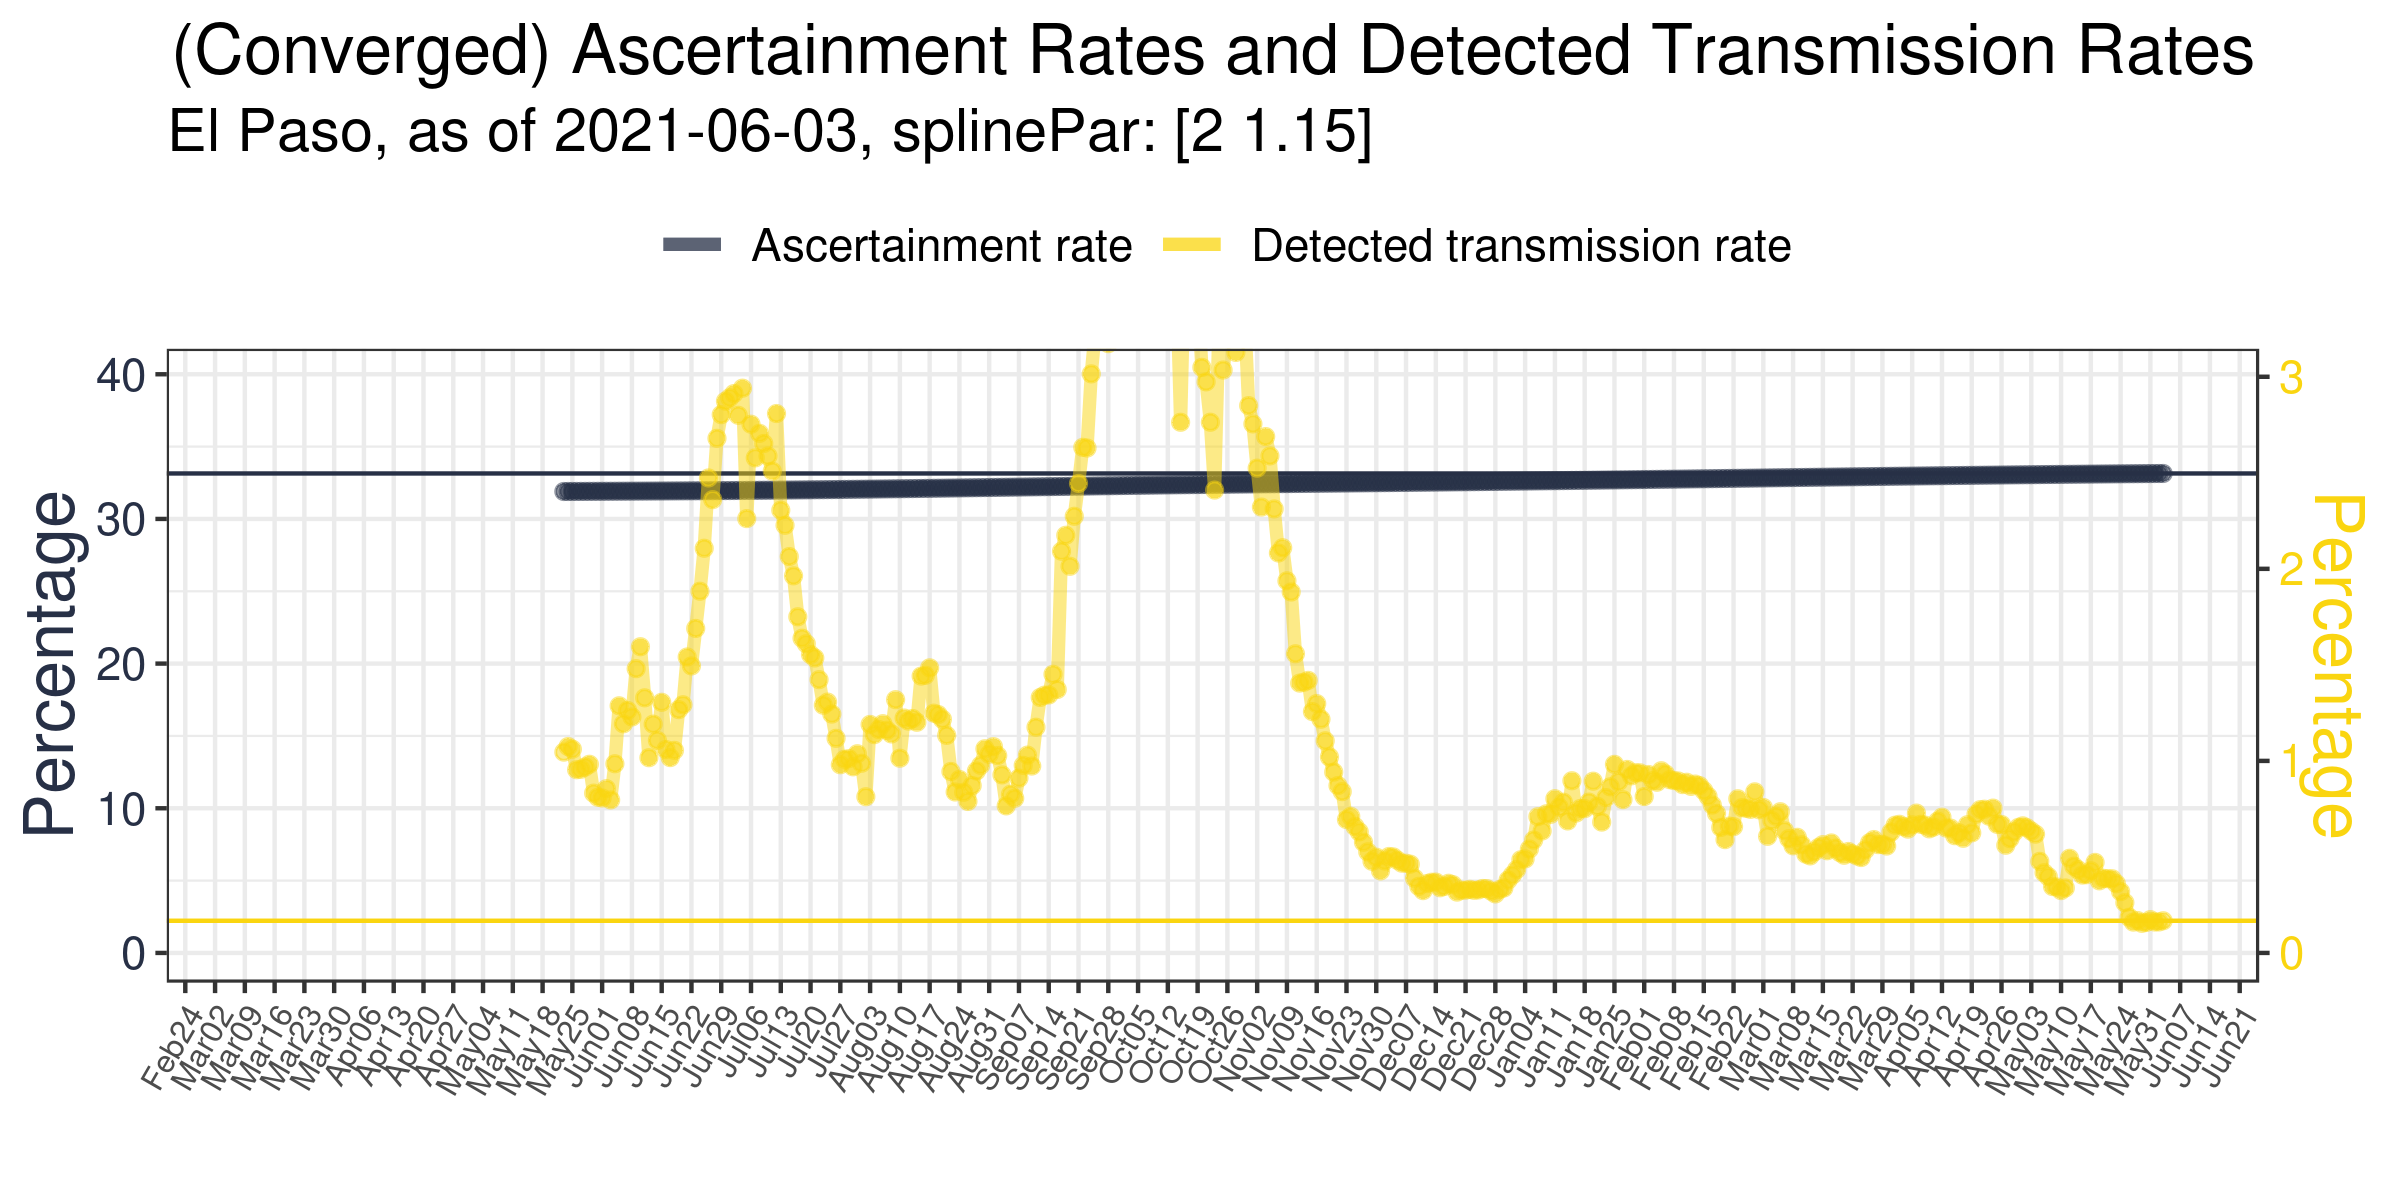 (Converged) Ascertainment Rates and Detected Transmission Rates
El Paso, as of 2021-06-03, splinePar: [2 1.15]
Ascertainment rate
Detected transmission rate
Percentage
40
30
20
10
0
3
2
1
0
Percentage
Feb24
Mar02
Mar09
Mar16
Mar23
Mar30
Apr06
Apr13
Apr20
Apr27
May04
May11
May18
May25
Jun01
Jun08
Jun15
Jun22
Jun29
Jul06
Jul13
Jul20
Jul27
Aug03
Aug10
Aug17
Aug24
Aug31
Sep07
Sep14
Sep21
Sep28
Oct05
Oct12
Oct19
Oct26
Nov02
Nov09
Nov16
Nov23
Nov30
Dec07
Dec14
Dec21
Dec28
Jan04
Jan11
Jan18
Jan25
Feb01
Feb08
Feb15
Feb22
Mar01
Mar08
Mar15
Mar22
Mar29
Apr05
Apr12
Apr19
Apr26
May03
May10
May17
May24
May31
Jun07
Jun14
Jun21